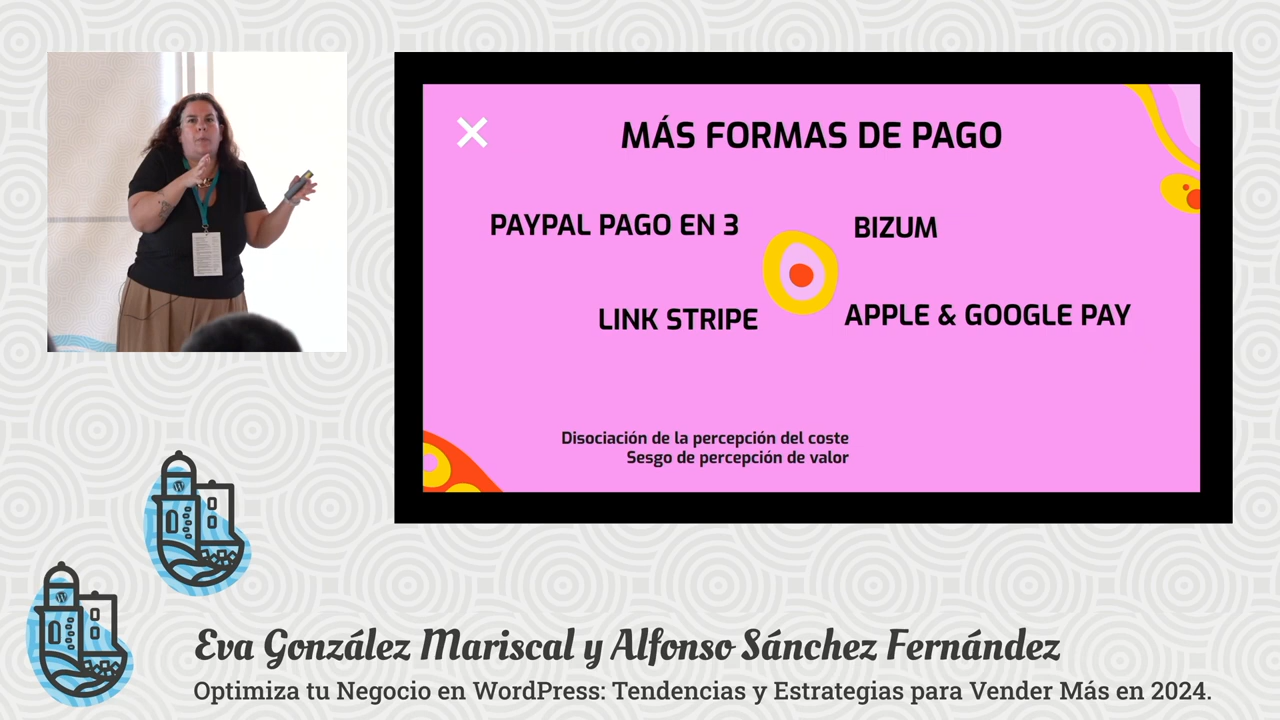 MÁS FORMAS DE PAGO
PAYPAL PAGO EN 3
BIZUM
LINK STRIPE
APPLE & GOOGLE PAY
Disociación de la percepción del coste
Sesgo de percepción de valor
Eva González Mariscal y Alfonso Sánchez Fernández
Optimiza tu Negocio en WordPress: Tendencias y Estrategias para Vender Más en 2024.